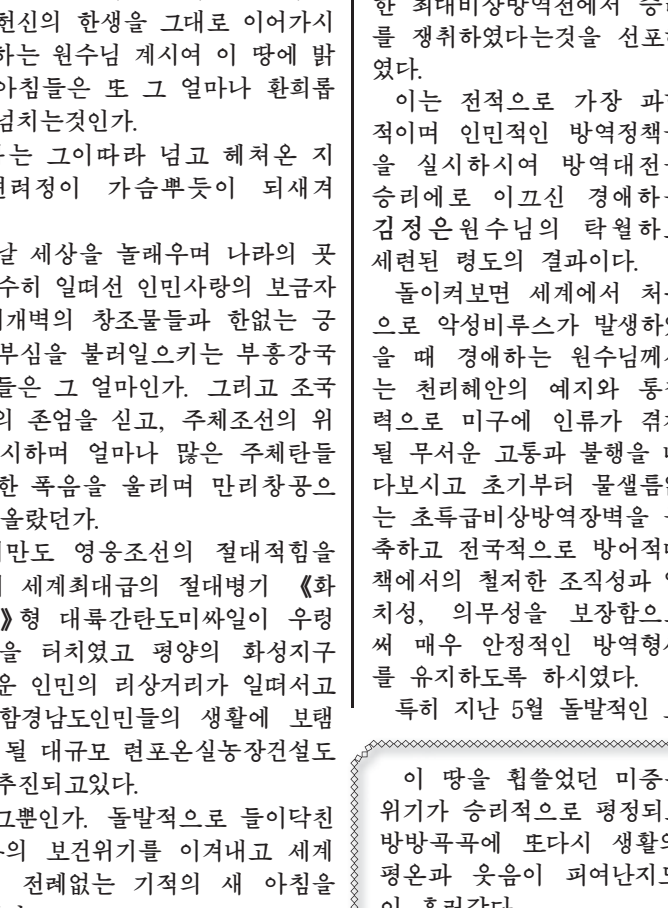 헌신의 한생을 그대로 이어가시
하는 원수님 계시여 이 땅에 밝
아침들은 또 그 얼마나 환희롭
넘치는것인가.
는 그이따라 넘고 헤쳐온 지
련려정이 가슴뿌듯이 되새겨
날 세상을 놀래우며 나라의 곳
수히 일떠선 인민사랑의 보금자
개벽의 창조물들과 한없는 긍
부심을 불러일으키는 부흥강국
들은 그 얼마인가. 그리고 조국
의 존엄을 싣고, 주체조선의 위
시하며 얼마나 많은 주체탄들
한 폭음을 울리며 만리창공으
올랐던가.
만도 영웅조선의 절대적힘을
세계최대급의 절대병기 《화
》형 대륙간탄도미싸일이 우렁
을 터치였고 평양의 화성지구
운 인민의 리상거리가 일떠서고
함경남도인민들의 생활에 보탬
될 대규모 련포온실농장건설도
추진되고있다.
그뿐인가. 돌발적으로 들이닥친
의 보건위기를 이겨내고 세계
전례없는 기적의 새 아침을
한 최대비상방역전에서 승리
를 쟁취하였다는것을 선포하
였다.
이는 전적으로 가장 과학
적이며 인민적인 방역정책
을 실시하시여 방역대전
승리에로 이끄신 경애하
김정은원수님의 탁월하
세련된 령도의 결과이다.
돌이켜보면 세계에서 처
으로 악성비루스가 발생하였
을 때 경애하는 원수님께서
는 천리혜안의 예지와 통
력으로 미구에 인류가 겪
될 무서운 고통과 불행을
다보시고 초기부터 물샐틈
는 초특급비상방역장벽을
축하고 전국적으로 방어적
책에서의 철저한 조직성과
치성, 의무성을 보장함으
써 매우 안정적인 방역형
를 유지하도록 하시였다.
특히 지난 5월 돌발적인
이 땅을 휩쓸었던 미증
위기가 승리적으로 평정되
방방곡곡에 또다시 생활의
평온과 웃음이 피여난지
이 흘러갔다.